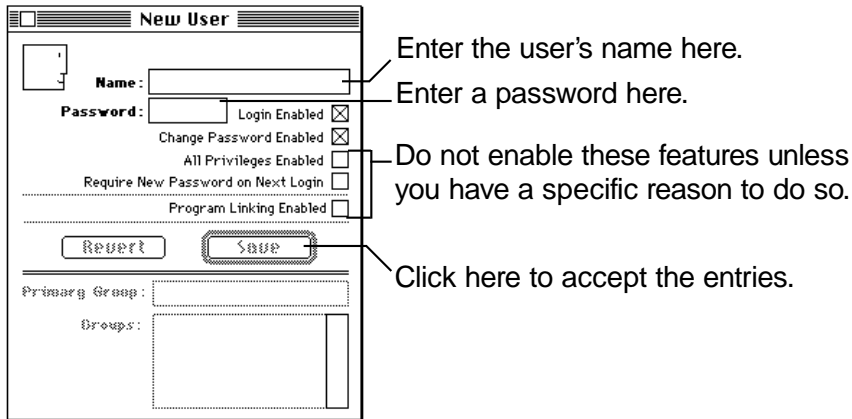 New User
Enter the user's name here.
Name:
Enter a password here.
Password:
Login Enabled
Change Password Enabled
All Privileges Enabled
Do not enable these features unless
you have a specific reason to do so.
Require New Password on Next Login
Program Linking Enabled
Revert
Save
Click here to accept the entries.
Primary Group:
Groups: